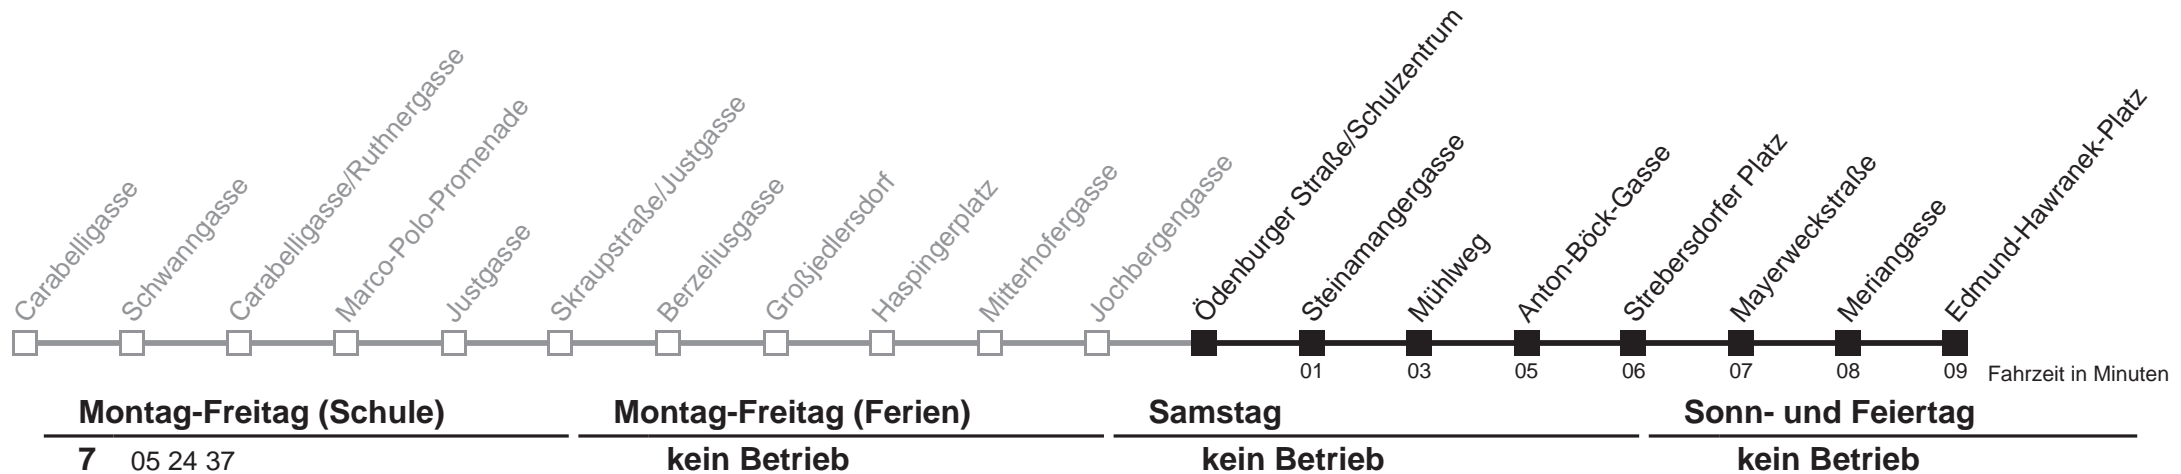 Carabelligasse
Schwanngasse
Carabelligasse/Ruthnergasse
Marco-Polo-Promenade
Justgasse
Skraupstraße/Justgasse
Berzeliusgasse
Großjedlersdorf
Haspingerplatz
Mitterhofergasse
Jochbergengasse
Ödenburger Straße/Schulzentrum
Steinamangergasse
Mühlweg
Anton-Böck-Gasse
Strebersdorfer Platz
Mayerweckstraße
Meriangasse
Edmund-Hawranek-Platz
01 03 05 06 07 08 09 Fahrzeit in Minuten
Montag-Freitag (Schule) Montag-Freitag (Ferien) Samstag Sonn- und Feiertag
7 05 24 37 kein Betrieb kein Betrieb kein Betrieb